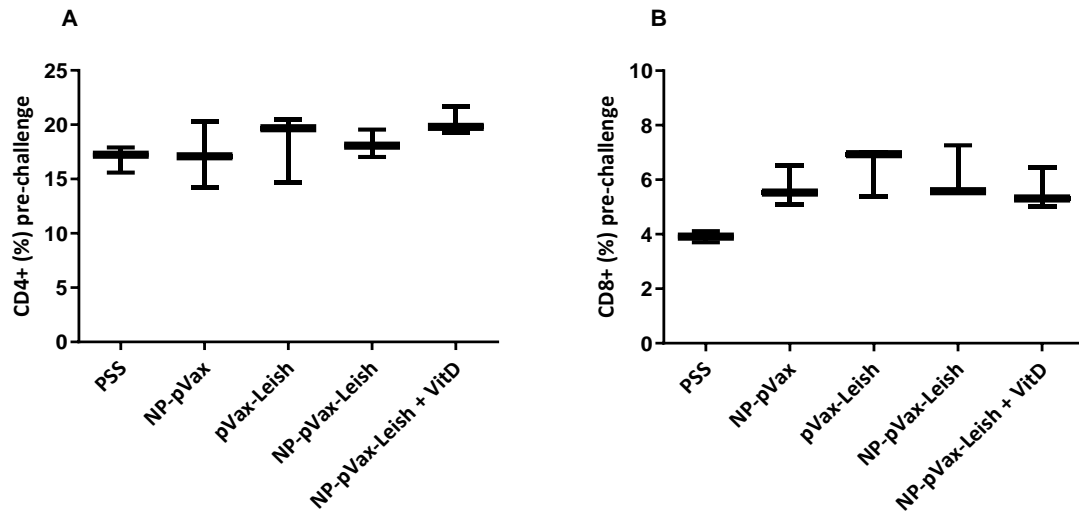 A
CD4+ (%) pre-challenge
25
20
15
10
5
0
PSS
NP-pVax
pVax-Leish
NP-pVax-Leish
NP-pVax-Leish + VitD
B
CD8+ (%) pre-challenge
10
8
6
4
2
0
PSS
NP-pVax
pVax-Leish
NP-pVax-Leish
NP-pVax-Leish + VitD